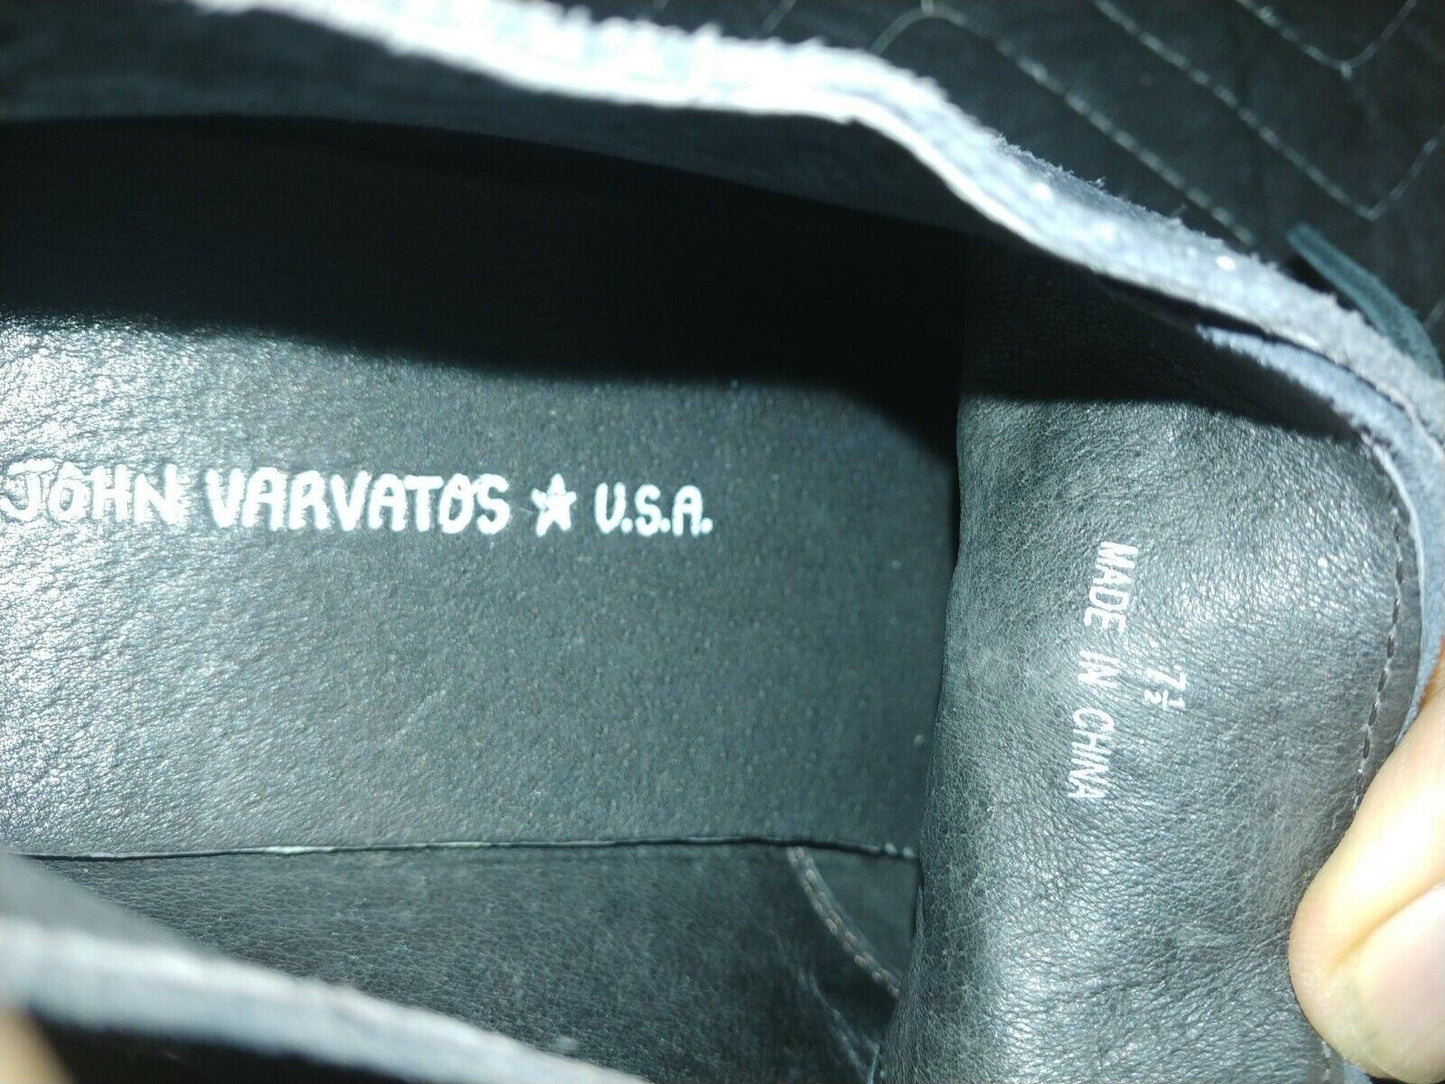 JOHN VARVATOS ★ U.S.A.
7½
MADE IN CHINA